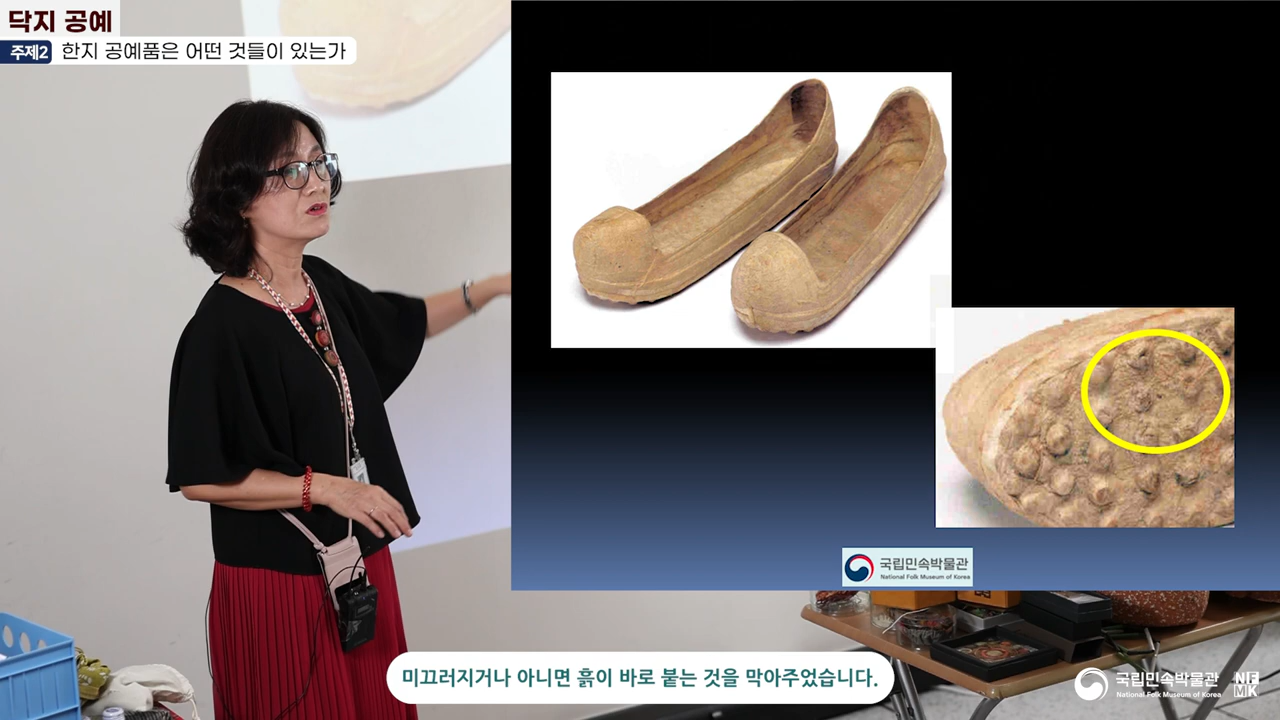 닥지 공예
주제2 한지 공예품은 어떤 것들이 있는가
국립민속박물관
National Folk Museum of Korea
미끄러지거나 아니면 흙이 바로 붙는 것을 막아주었습니다.
국립민속박물관
National Folk Museum of Korea
NF
MK